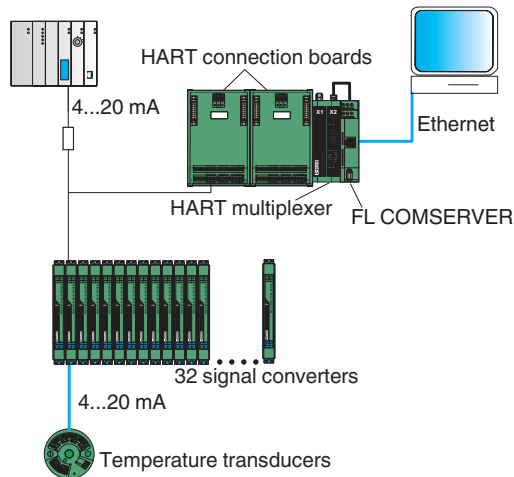 HART connection boards
4...20 mA
X1 X2
Ethernet
HART multiplexer
FL COMSERVER
32 signal converters
4...20 mA
Temperature transducers